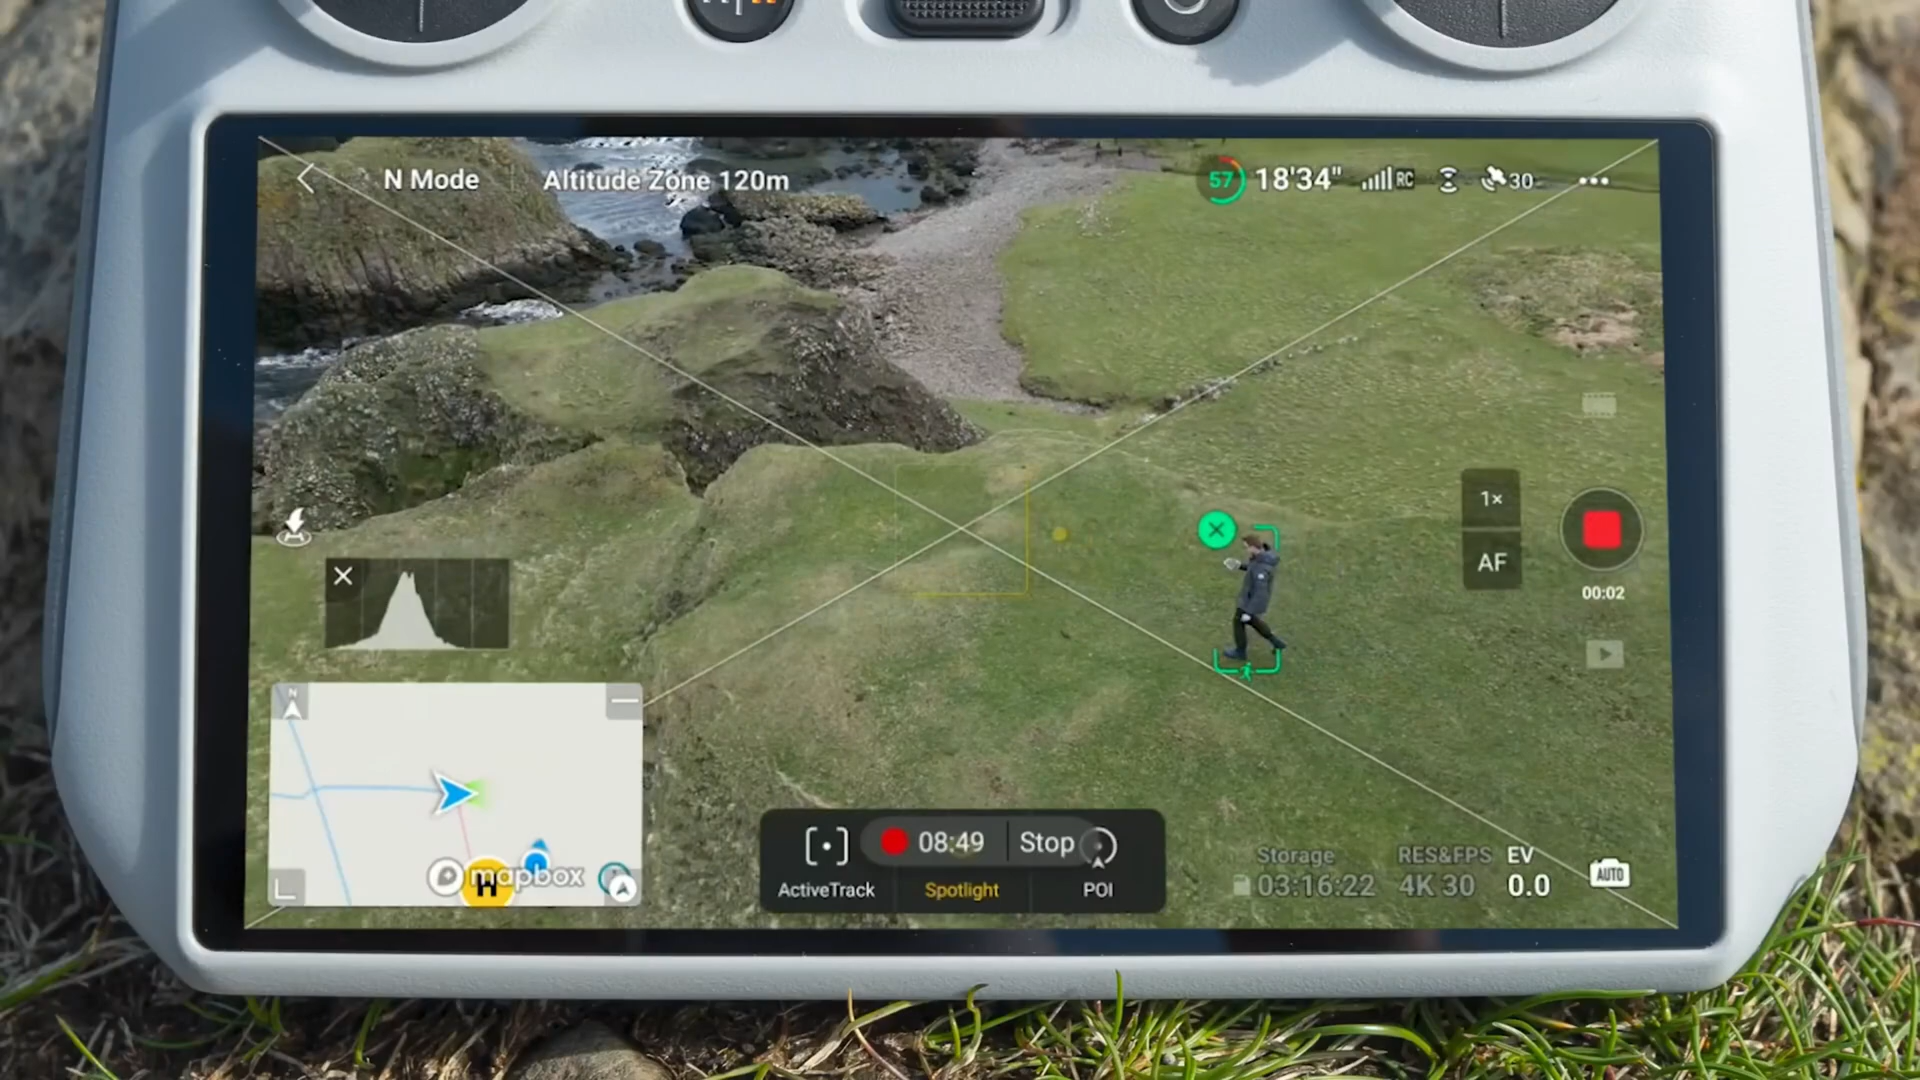 N Mode
Altitude Zone 120m
57
18'34"
RC
30
1×
AF
00:02
N
H
mapbox
08:49
Stop
ActiveTrack
Spotlight
POI
Storage
03:16:22
RES&FPS
4K 30
EV
0.0
AUTO